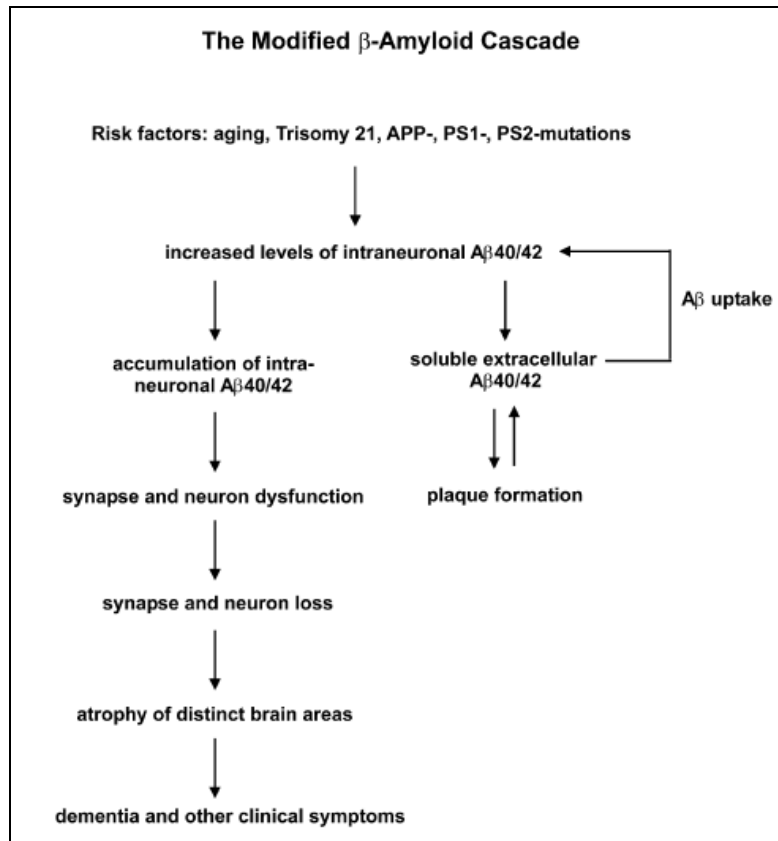 The Modified β-Amyloid Cascade
Risk factors: aging, Trisomy 21, APP-, PS1-, PS2-mutations
increased levels of intraneuronal Aβ40/42
Aβ uptake
accumulation of intra-
neuronal Aβ40/42
soluble extracellular
Aβ40/42
synapse and neuron dysfunction
plaque formation
synapse and neuron loss
atrophy of distinct brain areas
dementia and other clinical symptoms